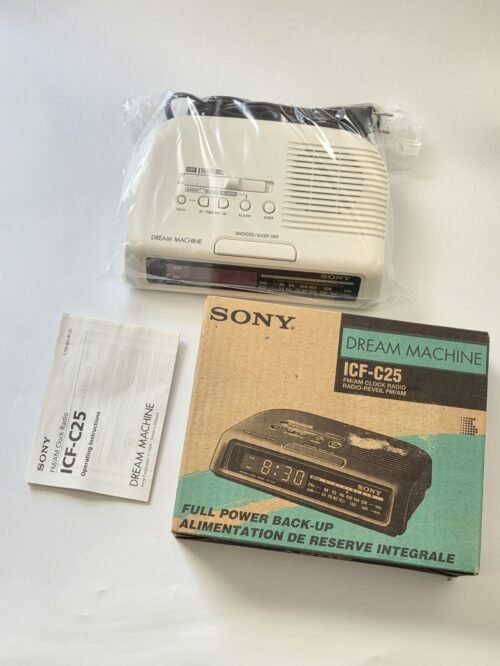 SNOOZE/SLEEP OFF
DREAM MACHINE
SONY
SONY
FM/AM Clock Radio
ICF-C25
Operating Instructions
DREAM MACHINE
SONY
DREAM MACHINE
ICF-C25
FM/AM CLOCK RADIO
RADIO-REVEIL FM/AM
8:30
SONY
FULL POWER BACK-UP
ALIMENTATION DE RESERVE INTEGRALE